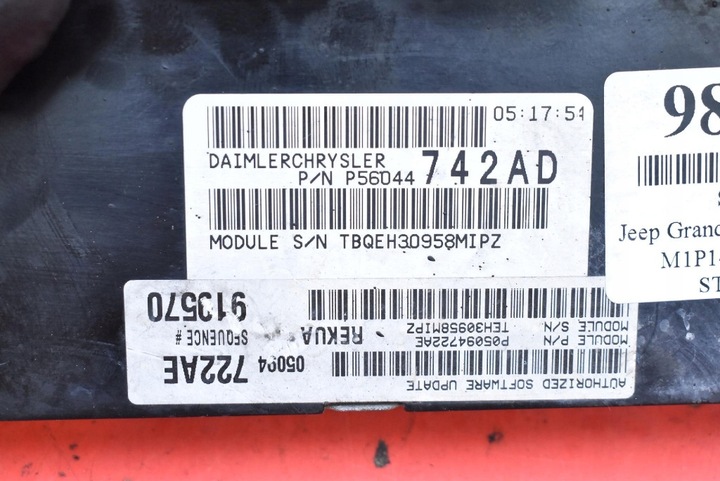 05:17:51
DAIMLERCHRYSLER
P/N P56044 742AD
MODULE S/N TBQEH30958MIPZ
AUTHORIZED SOFTWARE UPDATE
05094 722AE
MODULE P/N P05094722AE
MODULE S/N TEH30958MIPZ
REKUA
SEQUENCE #
913570
98
Jeep Grand
M1P1
ST